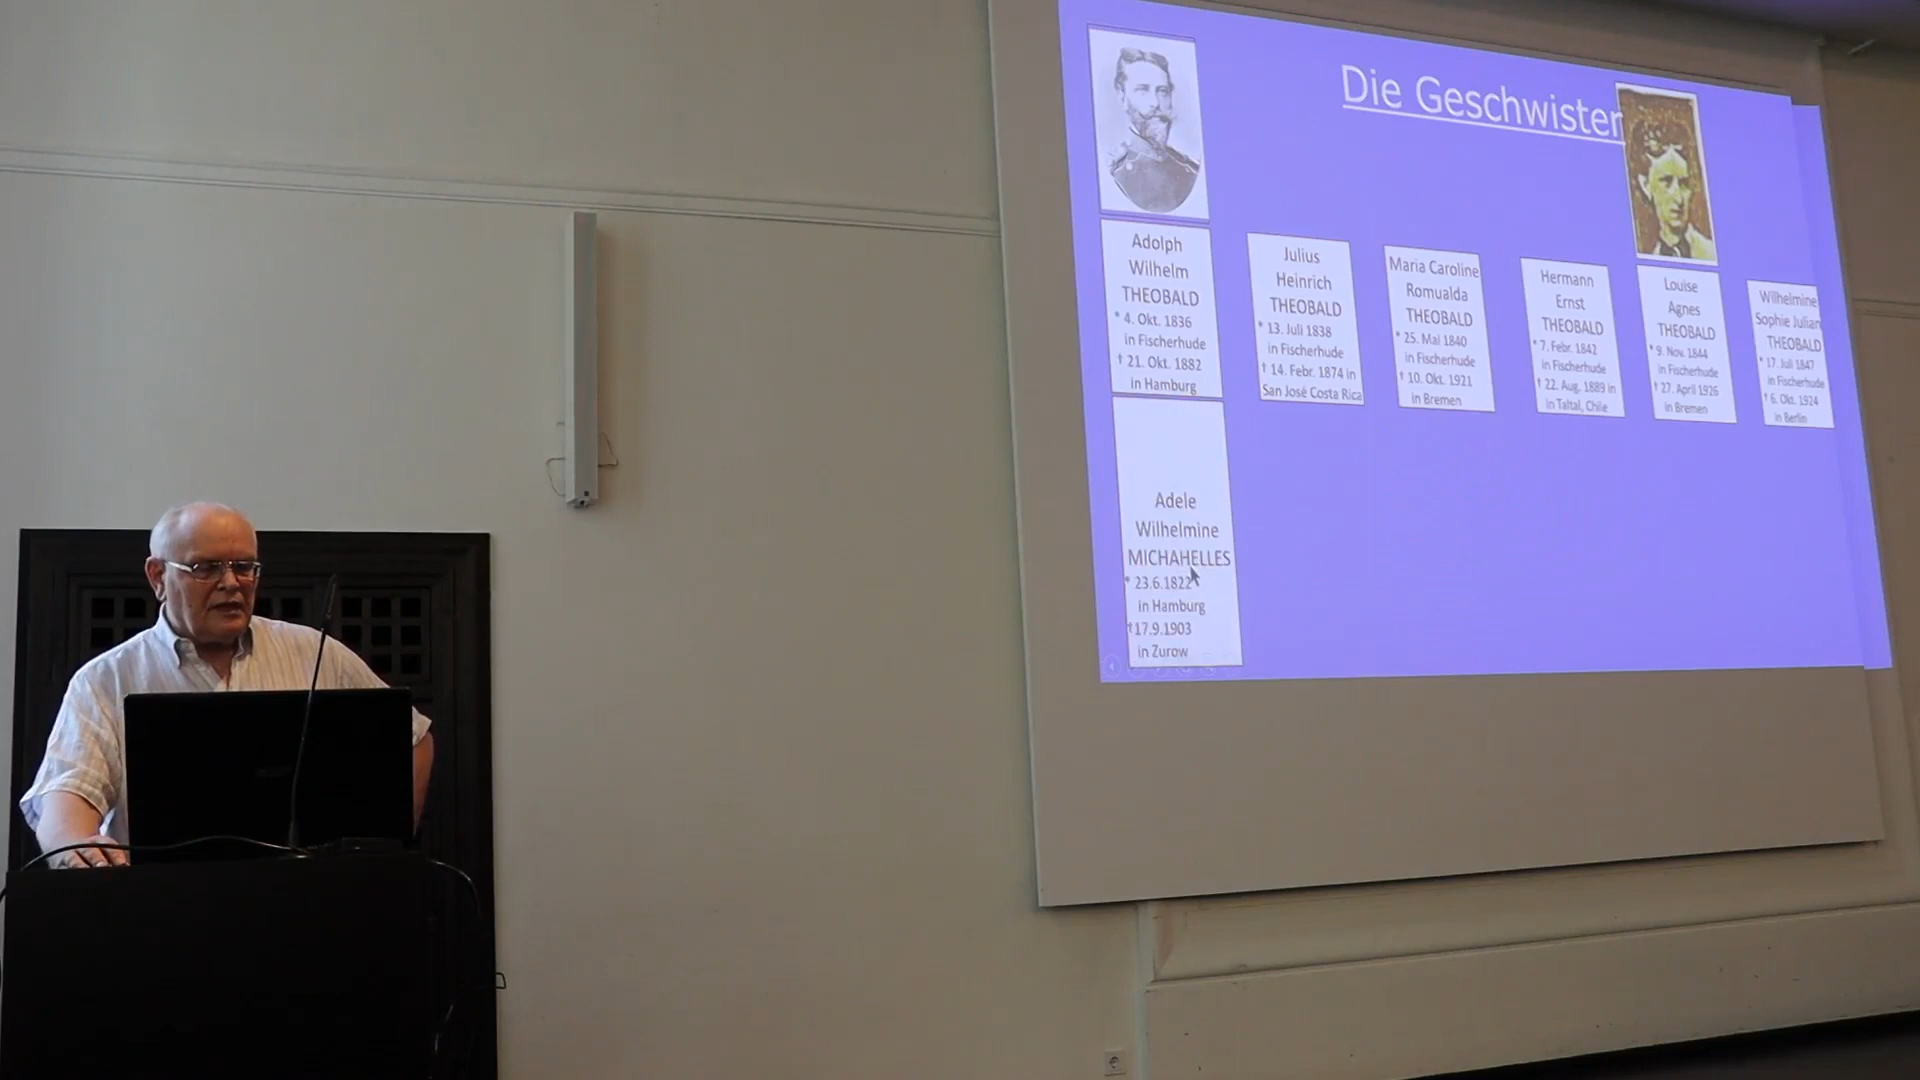 Die Geschwister
Adolph
Wilhelm
THEOBALD
* 4. Okt. 1836
in Fischerhude
† 21. Okt. 1882
in Hamburg
Julius
Heinrich
THEOBALD
* 13. Juli 1838
in Fischerhude
† 14. Febr. 1874 in
San José Costa Rica
Maria Caroline
Romualda
THEOBALD
* 25. Mai 1840
in Fischerhude
† 10. Okt. 1921
in Bremen
Hermann
Ernst
THEOBALD
* 7. Febr. 1842
in Fischerhude
† 22. Aug. 1889 in
in Taltal, Chile
Louise
Agnes
THEOBALD
* 9. Nov. 1844
in Fischerhude
† 27. April 1926
in Bremen
Wilhelmine
Sophie Julian
THEOBALD
* 17. Juli 1847
in Fischerhude
† 6. Okt. 1924
in Berlin
Adele
Wilhelmine
MICHAHELLES
* 23.6.1822
in Hamburg
†17.9.1903
in Zurow